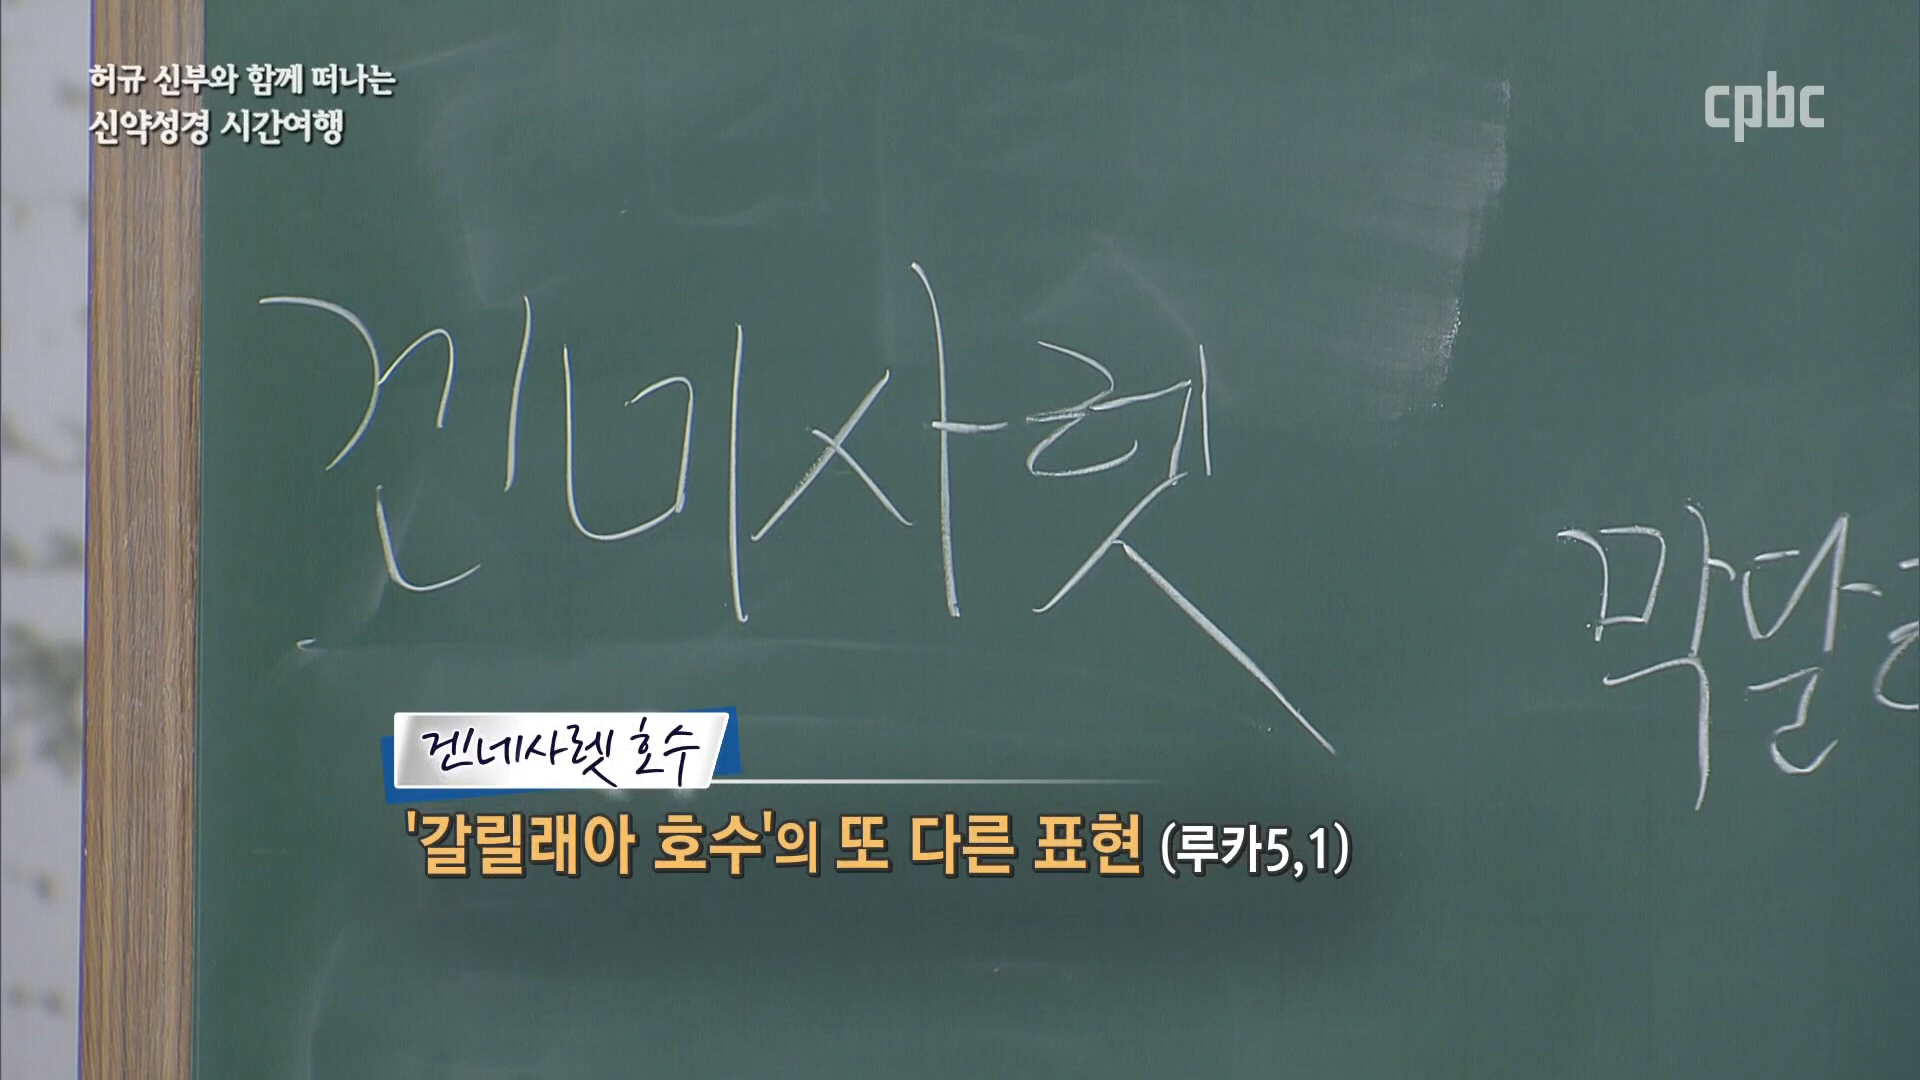 허규 신부와 함께 떠나는
신약성경 시간여행
cpbc
겐네사렛
막달
겐네사렛 호수
'갈릴래아 호수'의 또 다른 표현 (루카5,1)